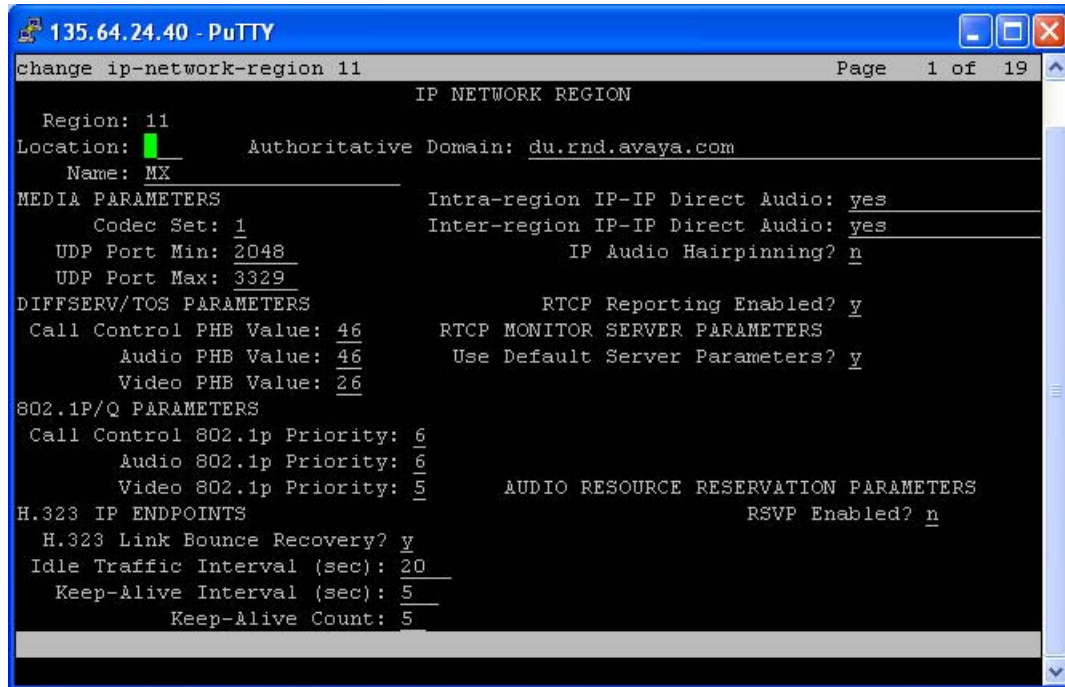 135.64.24.40 - PuTTY
change ip-network-region 11 Page 1 of 19
IP NETWORK REGION
Region: 11
Location: Authoritative Domain: du.rnd.avaya.com
Name: MX
MEDIA PARAMETERS Intra-region IP-IP Direct Audio: yes
Codec Set: 1 Inter-region IP-IP Direct Audio: yes
UDP Port Min: 2048 IP Audio Hairpinning? n
UDP Port Max: 3329
DIFFSERV/TOS PARAMETERS RTCP Reporting Enabled? y
Call Control PHB Value: 46 RTCP MONITOR SERVER PARAMETERS
Audio PHB Value: 46 Use Default Server Parameters? y
Video PHB Value: 26
802.1P/Q PARAMETERS
Call Control 802.1p Priority: 6
Audio 802.1p Priority: 6
Video 802.1p Priority: 5 AUDIO RESOURCE RESERVATION PARAMETERS
H.323 IP ENDPOINTS RSVP Enabled? n
H.323 Link Bounce Recovery? y
Idle Traffic Interval (sec): 20
Keep-Alive Interval (sec): 5
Keep-Alive Count: 5